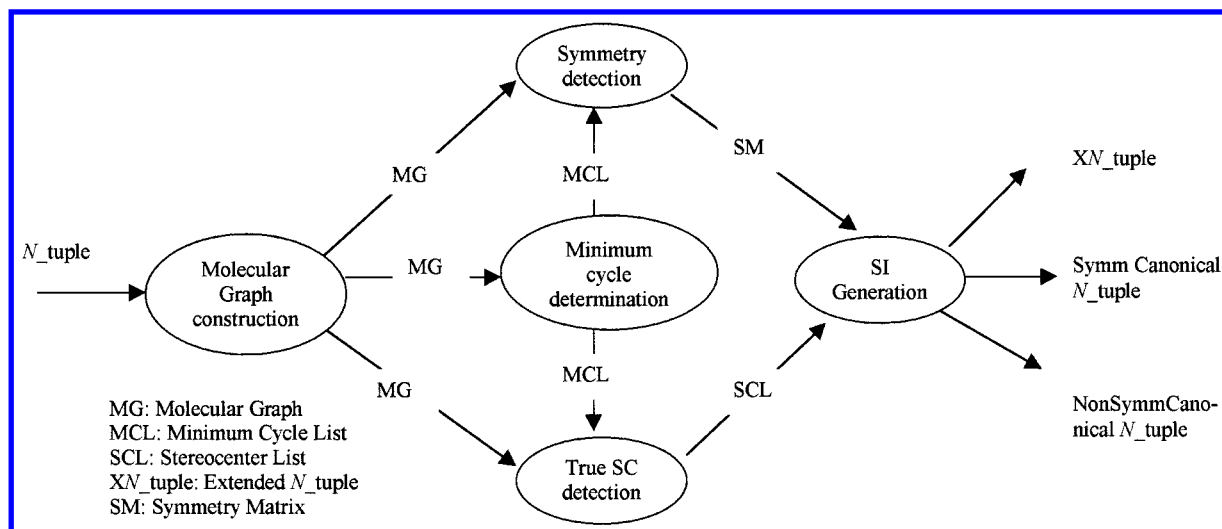 Symmetry
detection
MG
MCL
SM
XN_tuple
N_tuple
Molecular
Graph
construction
MG
Minimum
cycle
determination
SI
Generation
Symm Canonical
N_tuple
MG
MCL
SCL
NonSymmCano-
nical N_tuple
True SC
detection
MG: Molecular Graph
MCL: Minimum Cycle List
SCL: Stereocenter List
XN_tuple: Extended N_tuple
SM: Symmetry Matrix